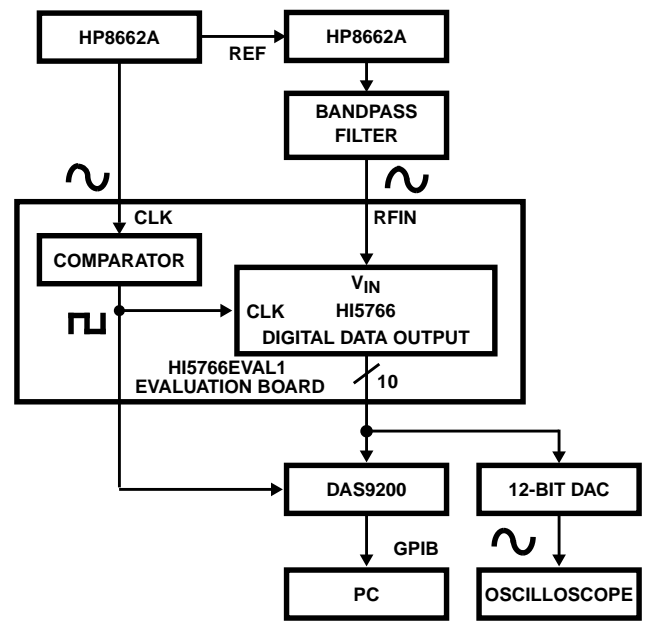 HP8662A
REF
HP8662A
BANDPASS
FILTER
CLK
RFIN
COMPARATOR
VIN
CLK
HI5766
DIGITAL DATA OUTPUT
HI5766EVAL1
EVALUATION BOARD
10
DAS9200
12-BIT DAC
GPIB
PC
OSCILLOSCOPE